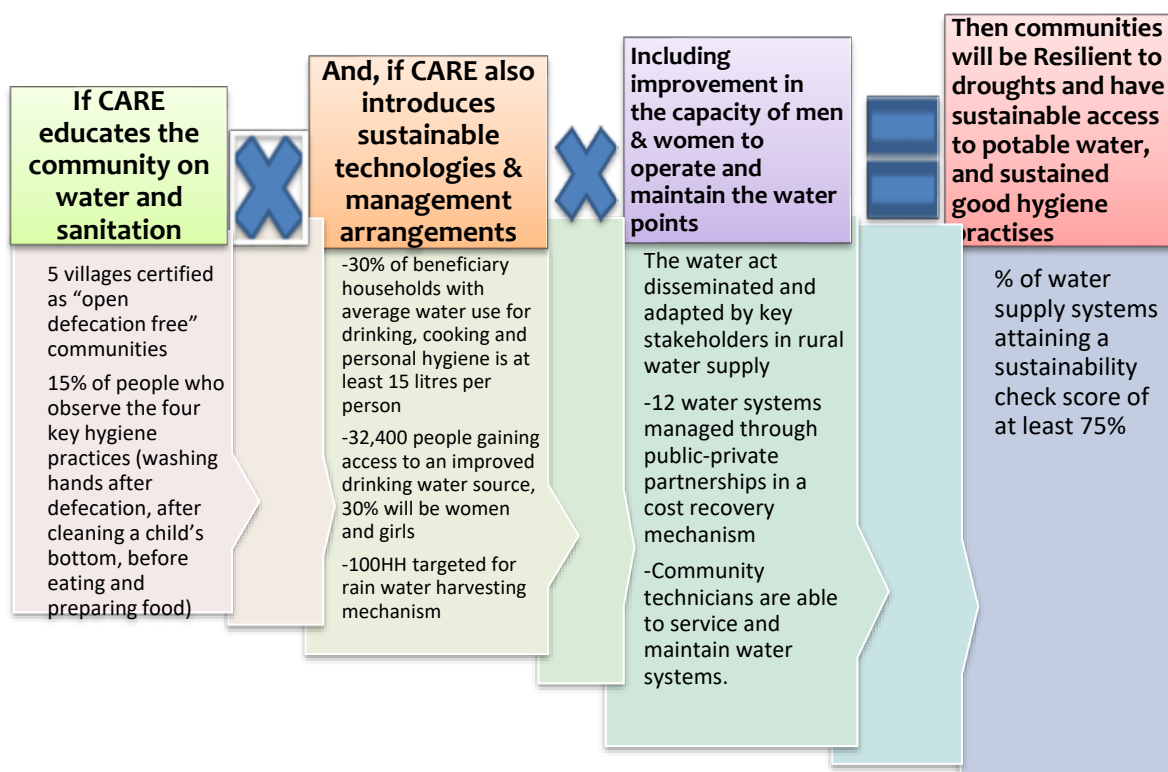 If CARE
educates the
community on
water and
sanitation
5 villages certified
as “open
defecation free”
communities
15% of people who
observe the four
key hygiene
practices (washing
hands after
defecation, after
cleaning a child’s
bottom, before
eating and
preparing food)
And, if CARE also
introduces
sustainable
technologies &
management
arrangements
-30% of beneficiary
households with
average water use for
drinking, cooking and
personal hygiene is at
least 15 litres per
person
-32,400 people gaining
access to an improved
drinking water source,
30% will be women
and girls
-100HH targeted for
rain water harvesting
mechanism
Including
improvement in
the capacity of men
& women to
operate and
maintain the water
points
The water act
disseminated and
adapted by key
stakeholders in rural
water supply
-12 water systems
managed through
public-private
partnerships in a
cost recovery
mechanism
-Community
technicians are able
to service and
maintain water
systems.
Then communities
will be Resilient to
droughts and have
sustainable access
to potable water,
and sustained
good hygiene
practises
% of water
supply systems
attaining a
sustainability
check score of
at least 75%